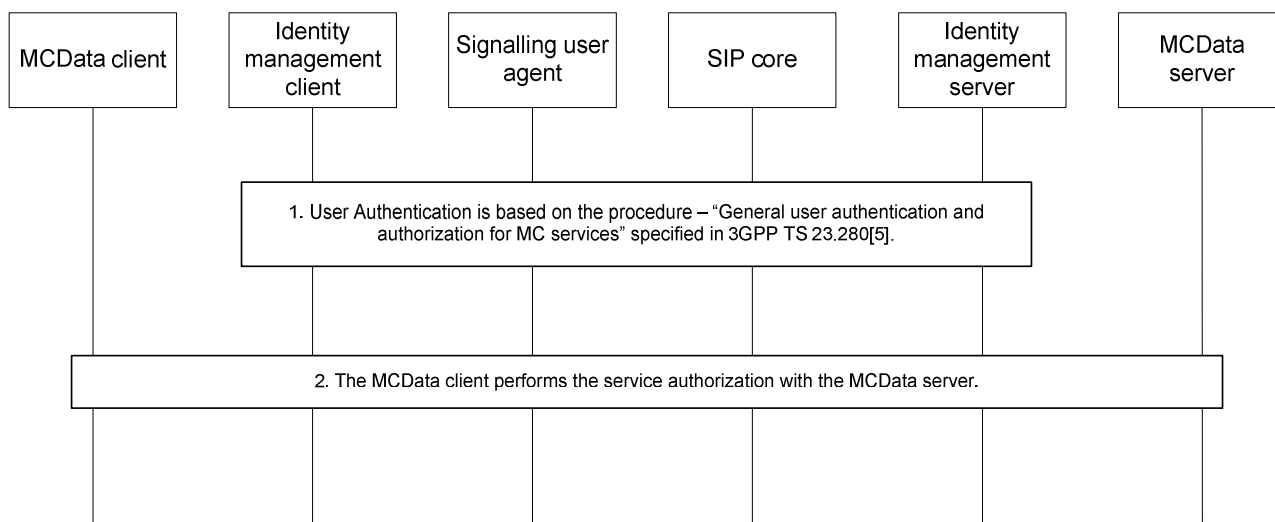 MCData client
Identity
management
client
Signalling user
agent
SIP core
Identity
management
server
MCData
server
1. User Authentication is based on the procedure – “General user authentication and
authorization for MC services” specified in 3GPP TS 23.280[5].
2. The MCData client performs the service authorization with the MCData server.